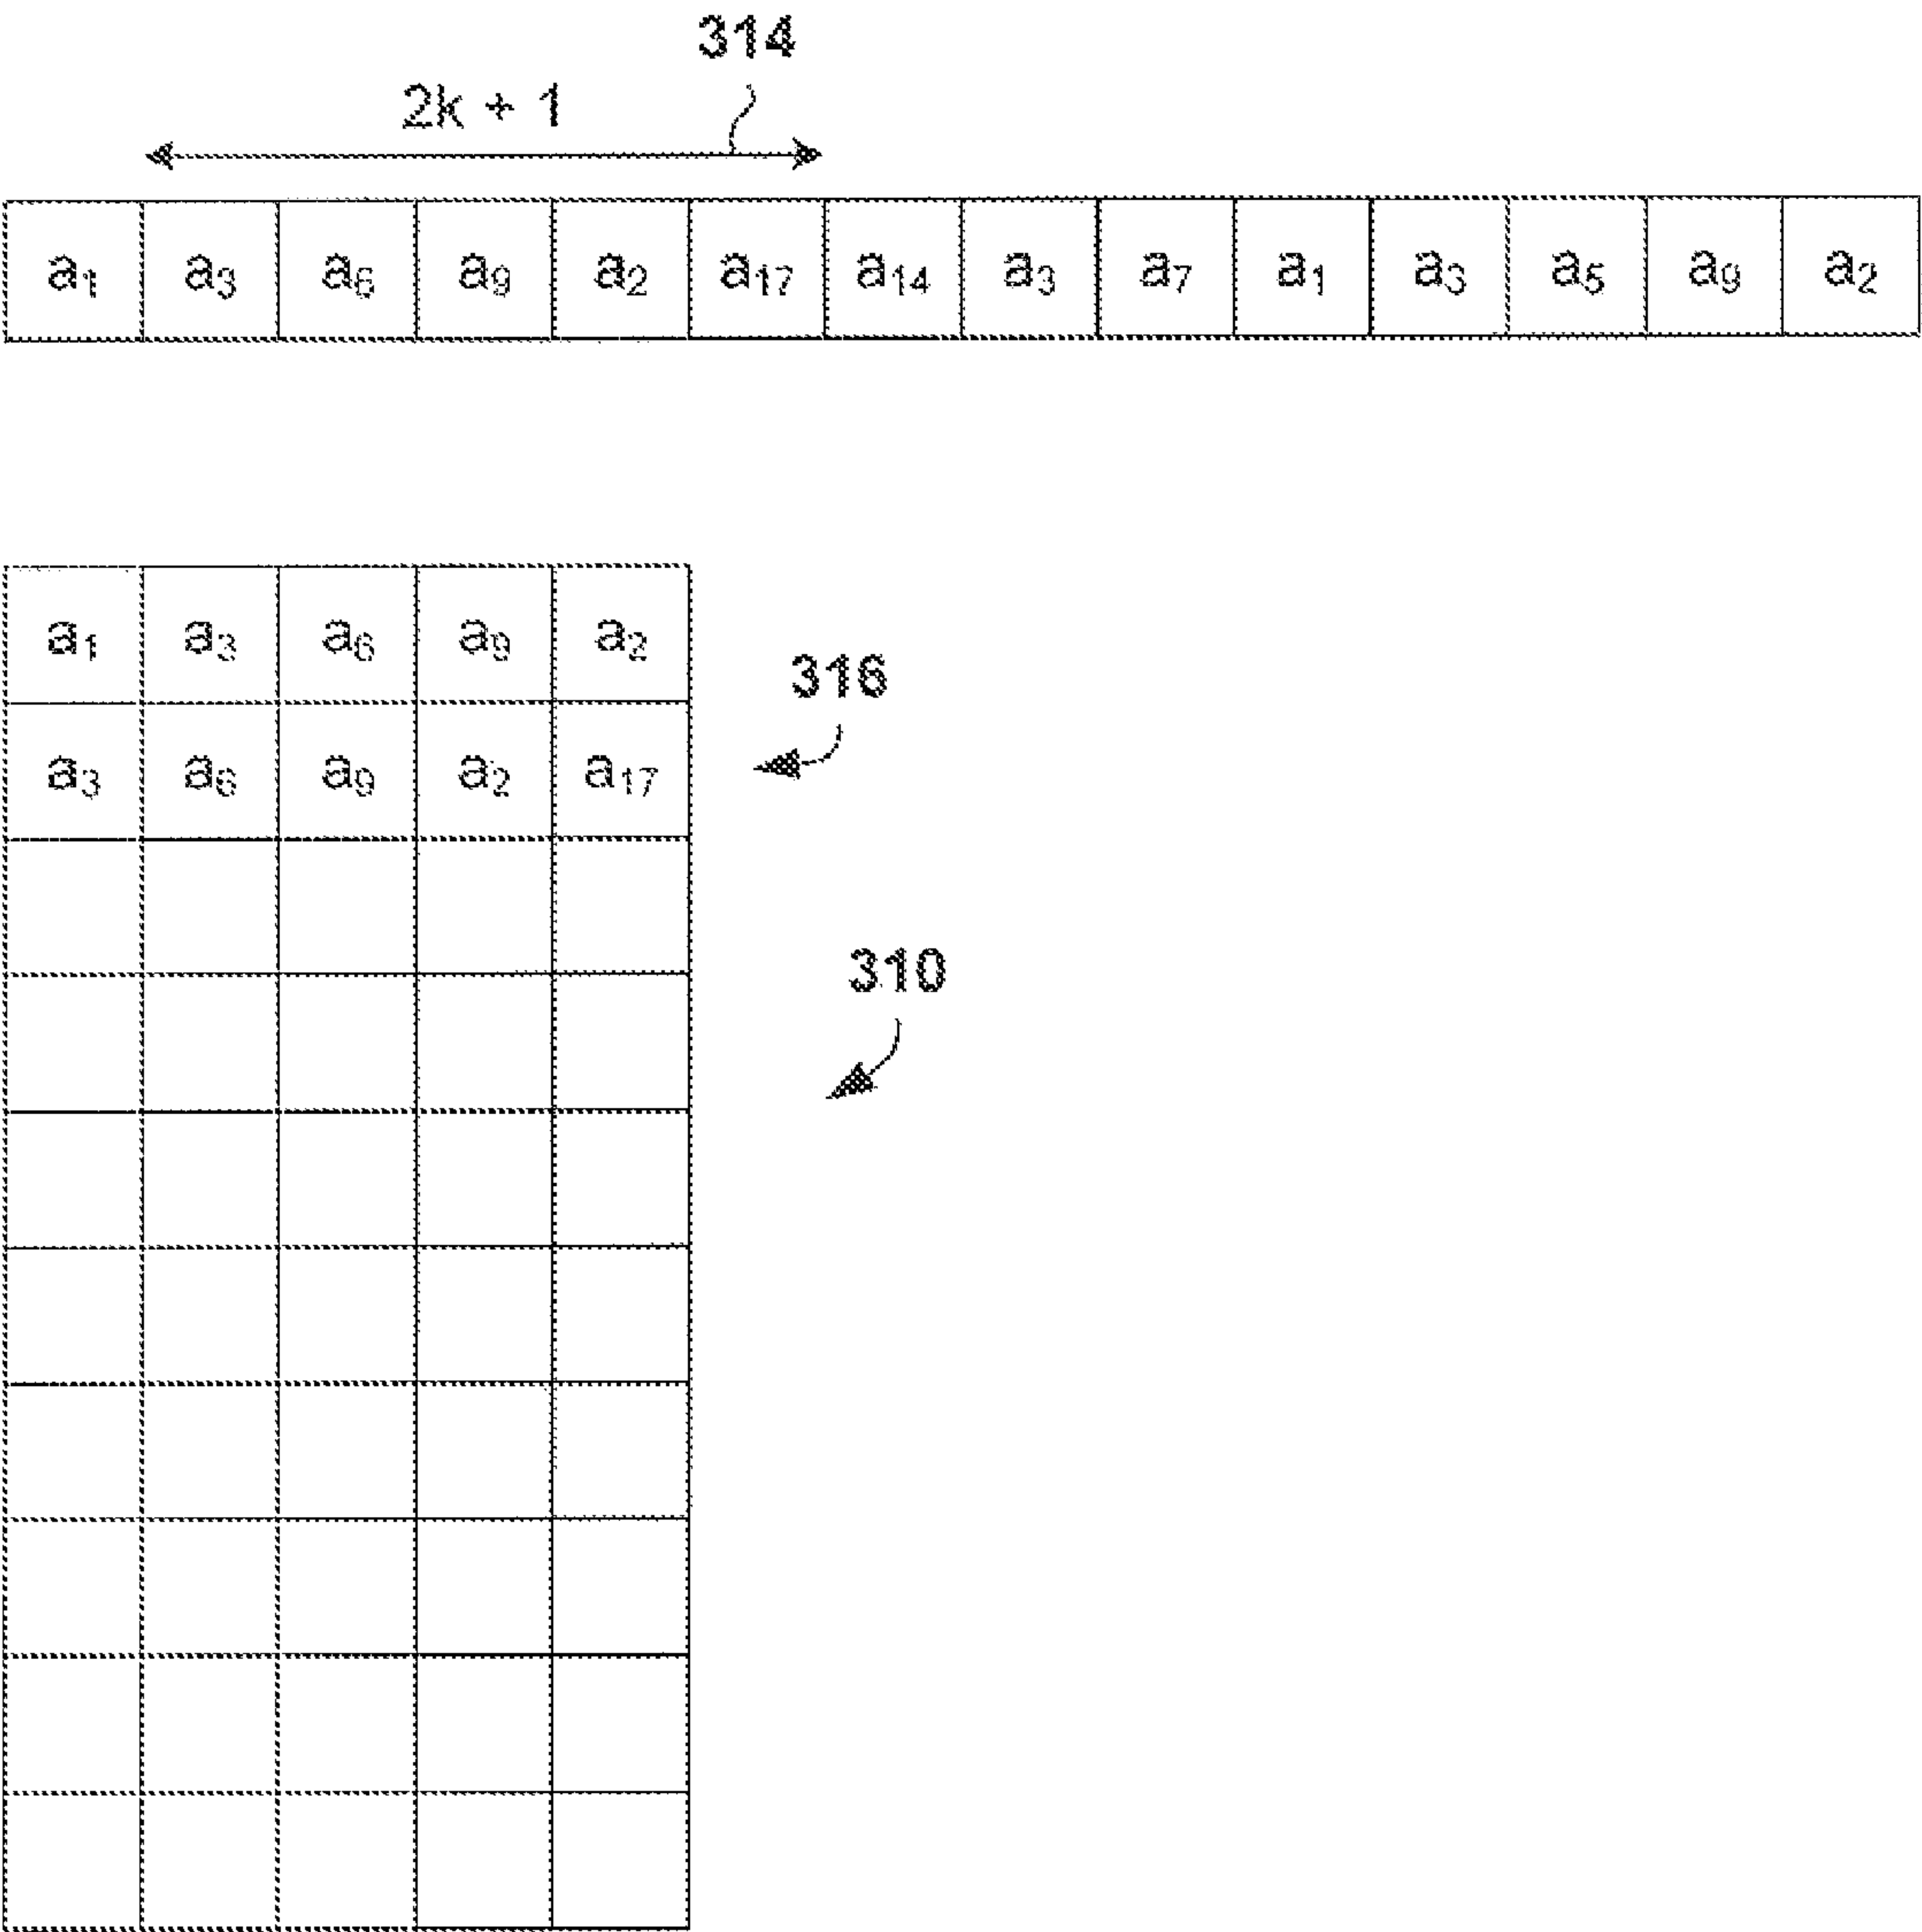 314
2k + 1
a₁ a₃ a₆ a₉ a₂ a₁₇ a₁₄ a₃ a₇ a₁ a₃ a₅ a₉ a₂
a₁ a₃ a₆ a₉ a₂
316
a₃ a₆ a₉ a₂ a₁₇
310